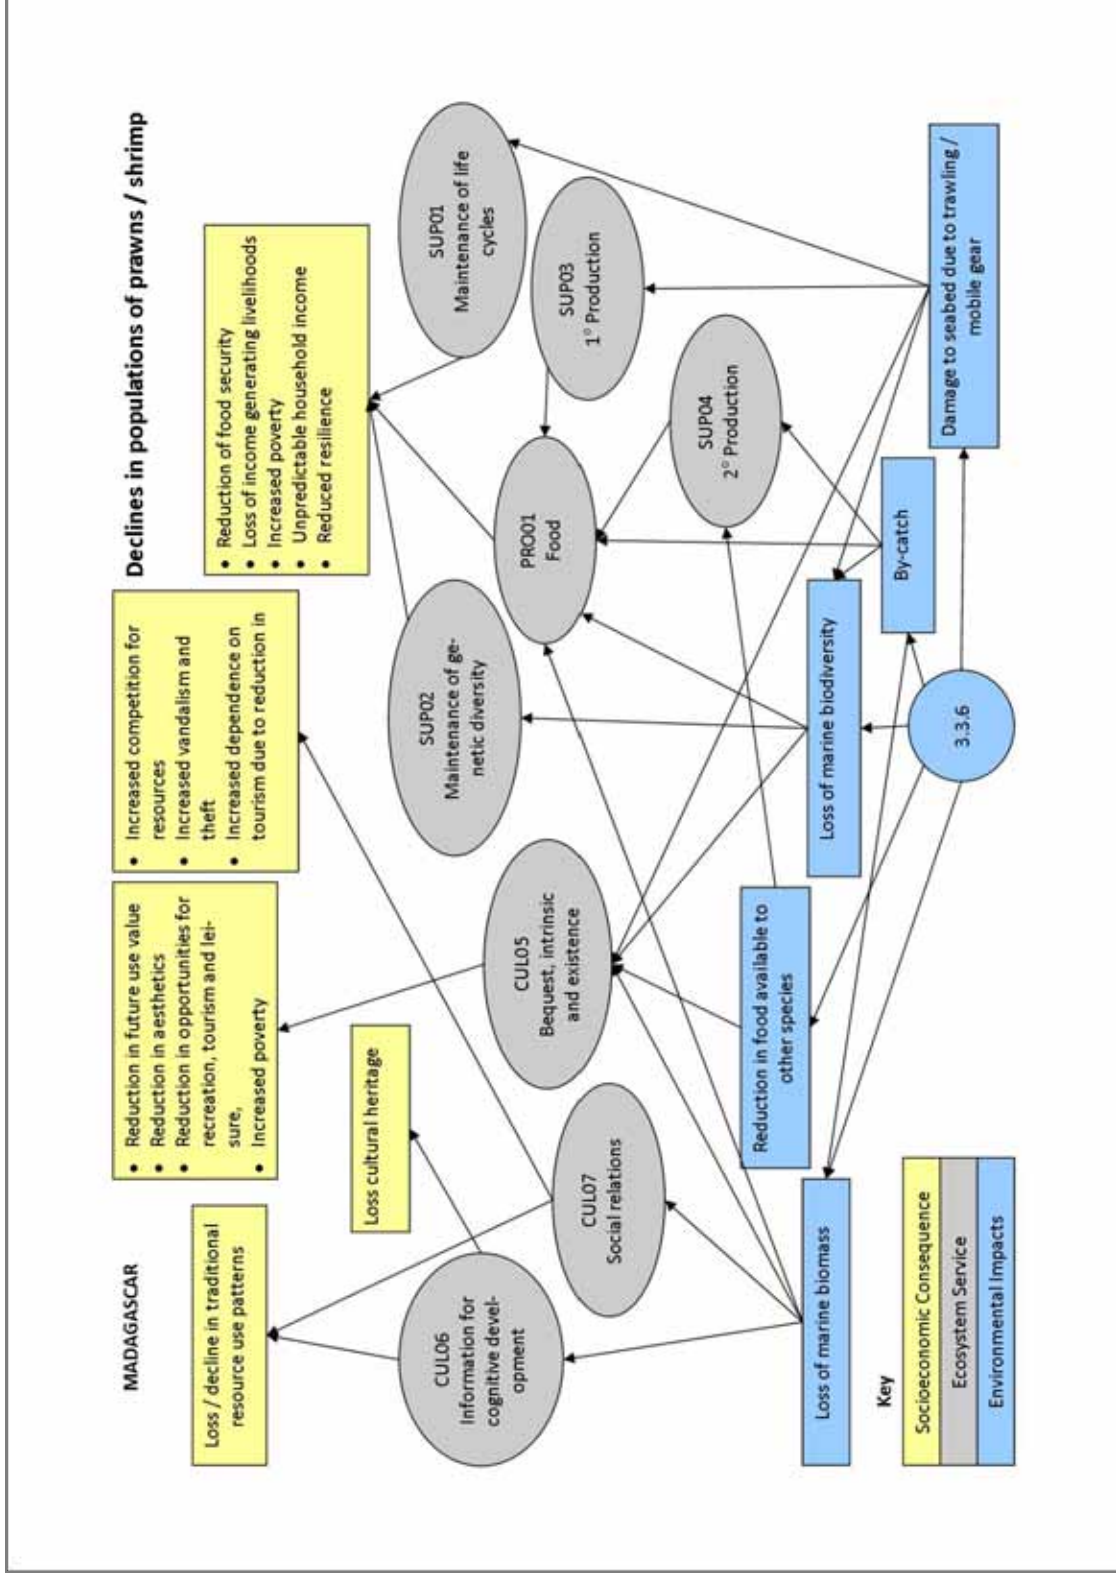 MADAGASCAR
Declines in populations of prawns / shrimp
Loss / decline in traditional
resource use patterns
• Reduction in future use value
• Reduction in aesthetics
• Reduction in opportunities for
recreation, tourism and lei-
sure,
• Increased poverty
• Increased competition for
resources
• Increased vandalism and
theft
• Increased dependence on
tourism due to reduction in
• Reduction of food security
• Loss of income generating livelihoods
• Increased poverty
• Unpredictable household income
• Reduced resilience
Loss cultural heritage
CUL06
Information for
cognitive devel-
opment
CUL07
Social relations
CUL05
Bequest, intrinsic
and existence
SUP02
Maintenance of ge-
netic diversity
PRO01
Food
SUP01
Maintenance of life
cycles
SUP03
1° Production
SUP04
2° Production
Loss of marine biomass
Reduction in food available to
other species
Loss of marine biodiversity
By-catch
Damage to seabed due to trawling /
mobile gear
3.3.6
Key
Socioeconomic Consequence
Ecosystem Service
Environmental Impacts